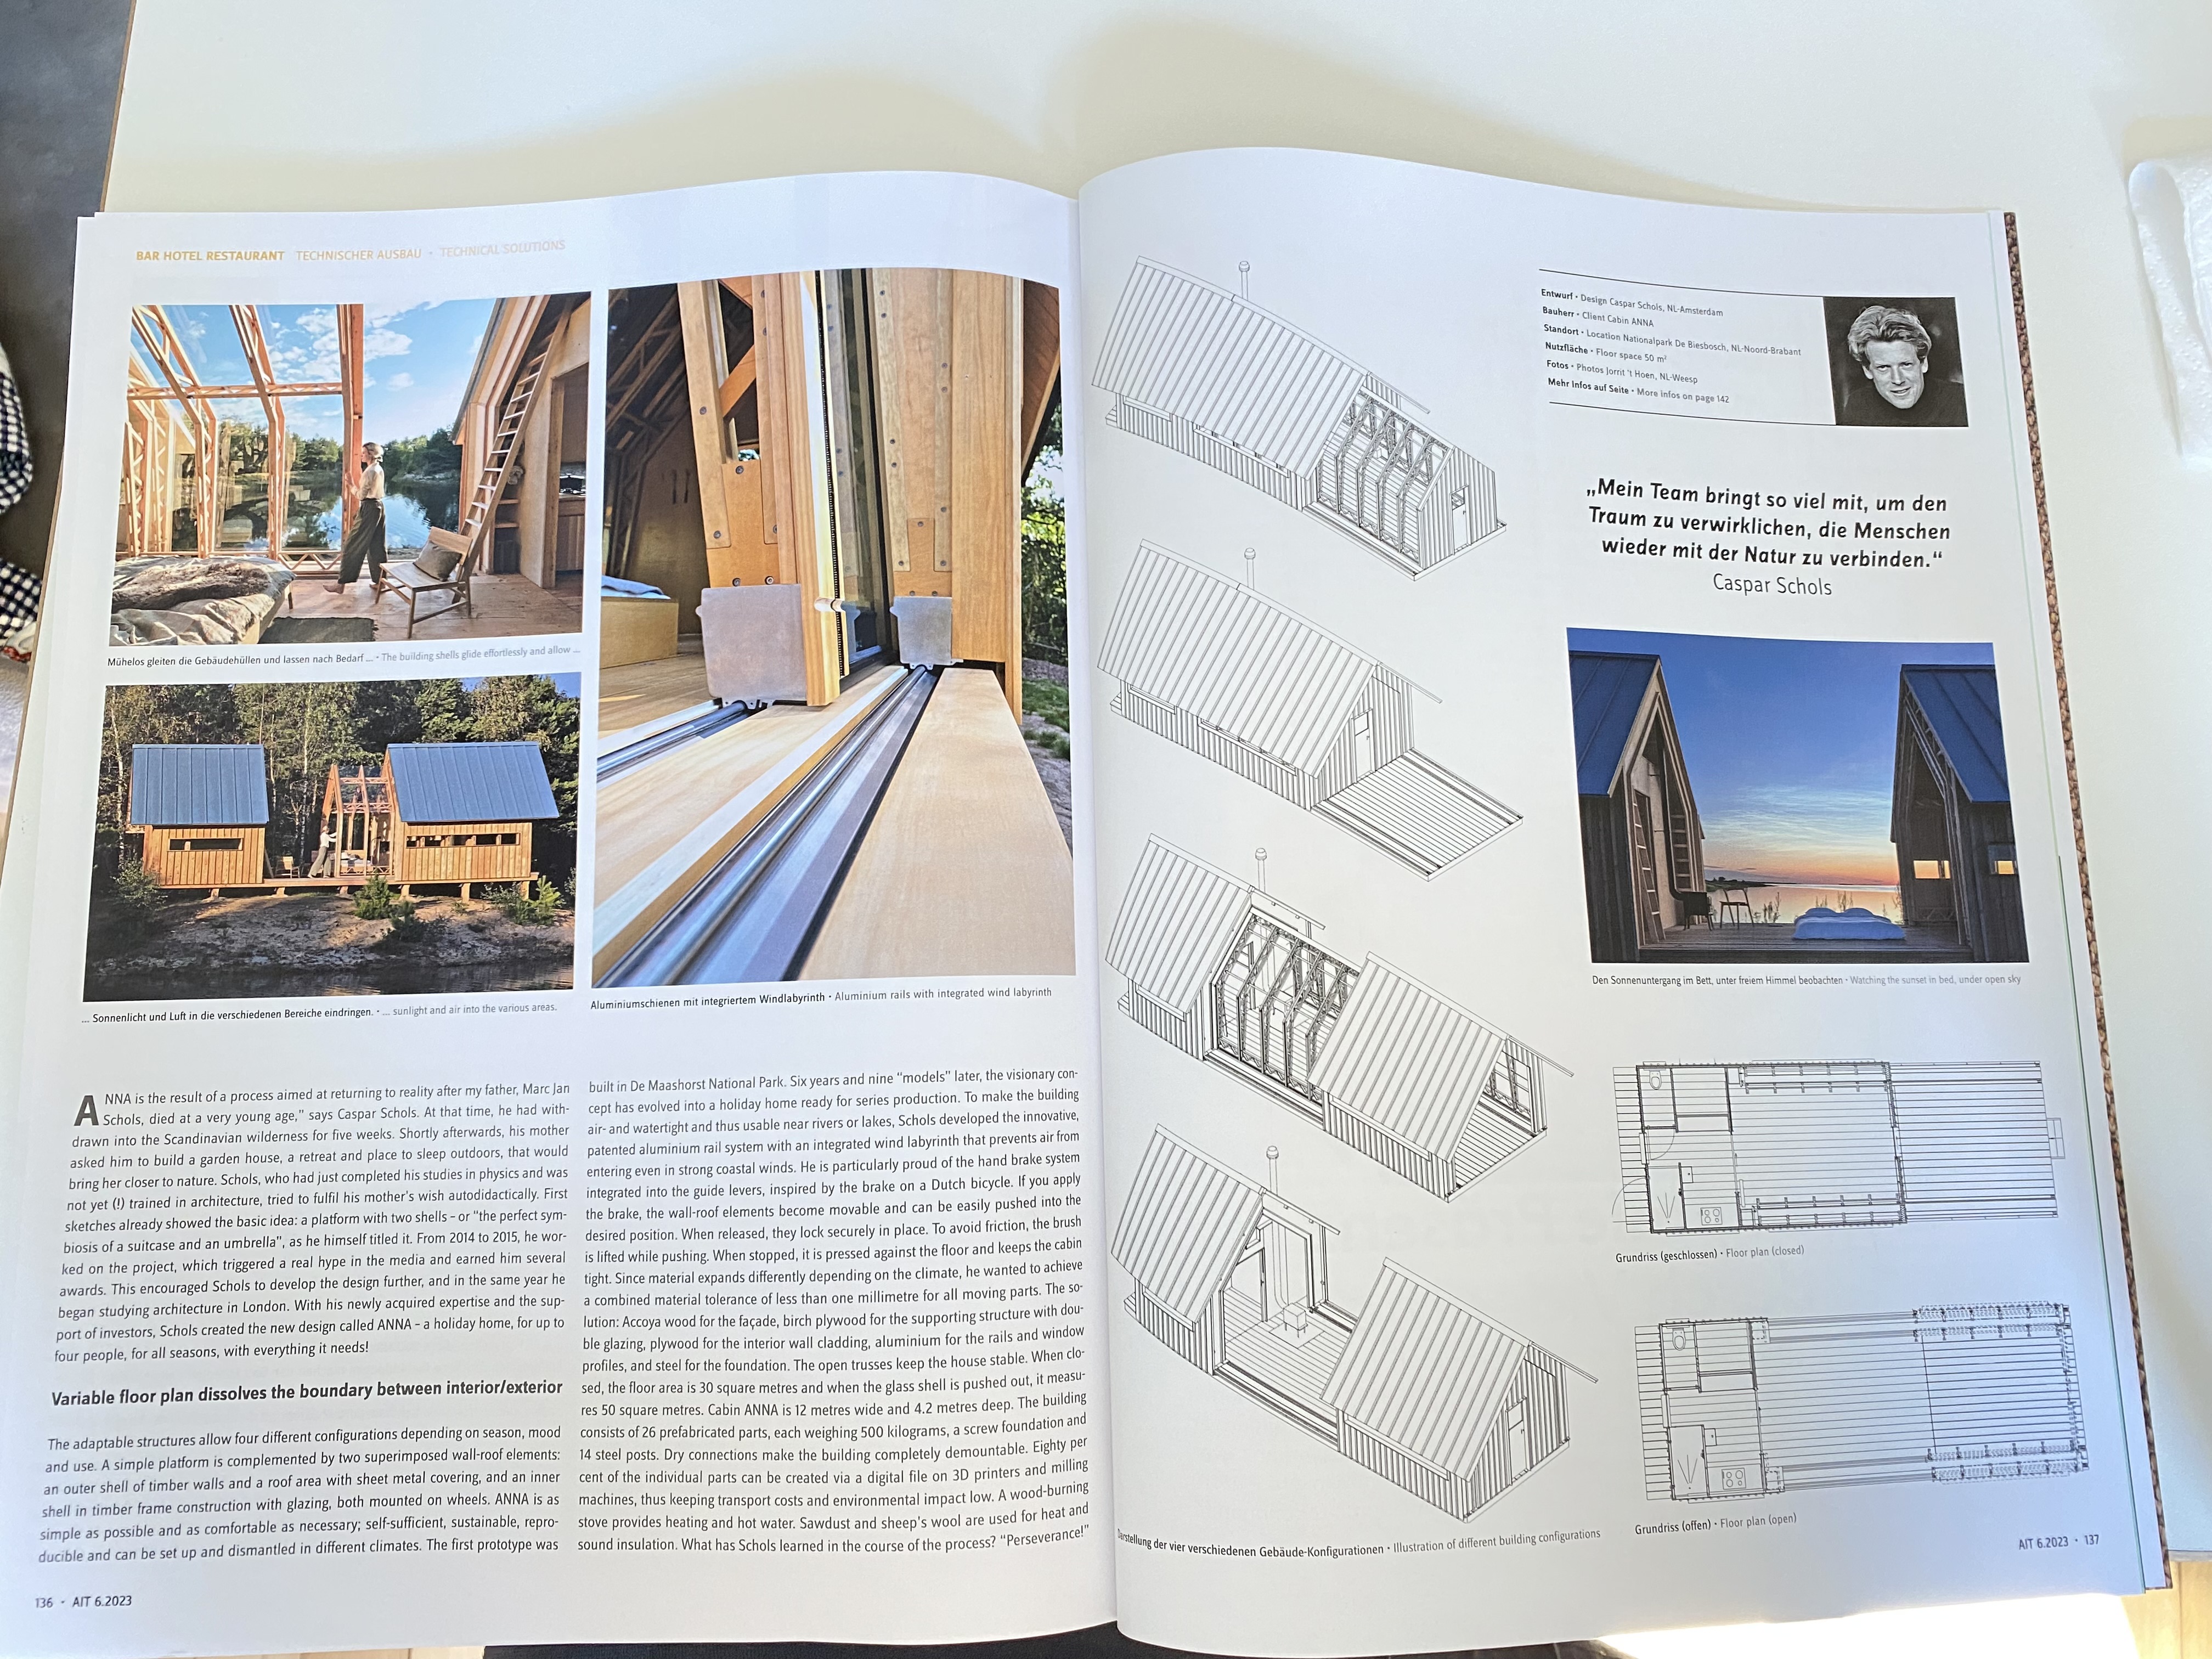 BAR HOTEL RESTAURANT TECHNISCHER AUSBAU • TECHNICAL SOLUTIONS
Mühelos gleiten die Gebäudehüllen und lassen nach Bedarf ... • The building shells glide effortlessly and allow ...
... Sonnenlicht und Luft in die verschiedenen Bereiche eindringen. • ... sunlight and air into the various areas.
Aluminiumschienen mit integriertem Windlabyrinth • Aluminium rails with integrated wind labyrinth
ANNA is the result of a process aimed at returning to reality after my father, Marc Jan
Schols, died at a very young age," says Caspar Schols. At that time, he had with-
drawn into the Scandinavian wilderness for five weeks. Shortly afterwards, his mother
asked him to build a garden house, a retreat and place to sleep outdoors, that would
bring her closer to nature. Schols, who had just completed his studies in physics and was
not yet (!) trained in architecture, tried to fulfil his mother's wish autodidactically. First
sketches already showed the basic idea: a platform with two shells – or "the perfect sym-
biosis of a suitcase and an umbrella", as he himself titled it. From 2014 to 2015, he wor-
ked on the project, which triggered a real hype in the media and earned him several
awards. This encouraged Schols to develop the design further, and in the same year he
began studying architecture in London. With his newly acquired expertise and the sup-
port of investors, Schols created the new design called ANNA – a holiday home, for up to
four people, for all seasons, with everything it needs!
Variable floor plan dissolves the boundary between interior/exterior
The adaptable structures allow four different configurations depending on season, mood
and use. A simple platform is complemented by two superimposed wall-roof elements:
an outer shell of timber walls and a roof area with sheet metal covering, and an inner
shell in timber frame construction with glazing, both mounted on wheels. ANNA is as
simple as possible and as comfortable as necessary; self-sufficient, sustainable, repro-
ducible and can be set up and dismantled in different climates. The first prototype was
built in De Maashorst National Park. Six years and nine "models" later, the visionary con-
cept has evolved into a holiday home ready for series production. To make the building
air- and watertight and thus usable near rivers or lakes, Schols developed the innovative,
patented aluminium rail system with an integrated wind labyrinth that prevents air from
entering even in strong coastal winds. He is particularly proud of the hand brake system
integrated into the guide levers, inspired by the brake on a Dutch bicycle. If you apply
the brake, the wall-roof elements become movable and can be easily pushed into the
desired position. When released, they lock securely in place. To avoid friction, the brush
is lifted while pushing. When stopped, it is pressed against the floor and keeps the cabin
tight. Since material expands differently depending on the climate, he wanted to achieve
a combined material tolerance of less than one millimetre for all moving parts. The so-
lution: Accoya wood for the façade, birch plywood for the supporting structure with dou-
ble glazing, plywood for the interior wall cladding, aluminium for the rails and window
profiles, and steel for the foundation. The open trusses keep the house stable. When clo-
sed, the floor area is 30 square metres and when the glass shell is pushed out, it measu-
res 50 square metres. Cabin ANNA is 12 metres wide and 4.2 metres deep. The building
consists of 26 prefabricated parts, each weighing 500 kilograms, a screw foundation and
14 steel posts. Dry connections make the building completely demountable. Eighty per
cent of the individual parts can be created via a digital file on 3D printers and milling
machines, thus keeping transport costs and environmental impact low. A wood-burning
stove provides heating and hot water. Sawdust and sheep's wool are used for heat and
sound insulation. What has Schols learned in the course of the process? "Perseverance!"
136 • AIT 6.2023
Entwurf • Design Caspar Schols, NL-Amsterdam
Bauherr • Client Cabin ANNA
Standort • Location Nationalpark De Biesbosch, NL-Noord-Brabant
Nutzfläche • Floor space 50 m²
Fotos • Photos Jorrit 't Hoen, NL-Weesp
Mehr Infos auf Seite • More infos on page 142
„Mein Team bringt so viel mit, um den
Traum zu verwirklichen, die Menschen
wieder mit der Natur zu verbinden."
Caspar Schols
Den Sonnenuntergang im Bett, unter freiem Himmel beobachten • Watching the sunset in bed, under open sky
Grundriss (geschlossen) • Floor plan (closed)
Grundriss (offen) • Floor plan (open)
der vier verschiedenen Gebäude-Konfigurationen • Illustration of different building configurations
AIT 6.2023 • 137